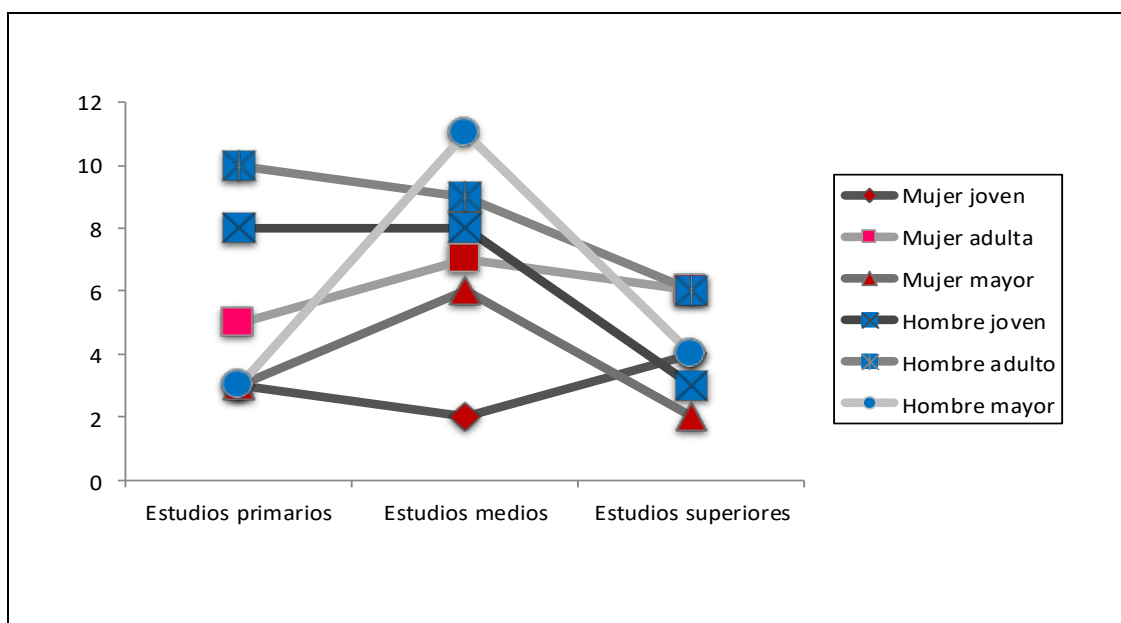 12
10
8
6
4
2
0
Estudios primarios
Estudios medios
Estudios superiores
Mujer joven
Mujer adulta
Mujer mayor
Hombre joven
Hombre adulto
Hombre mayor